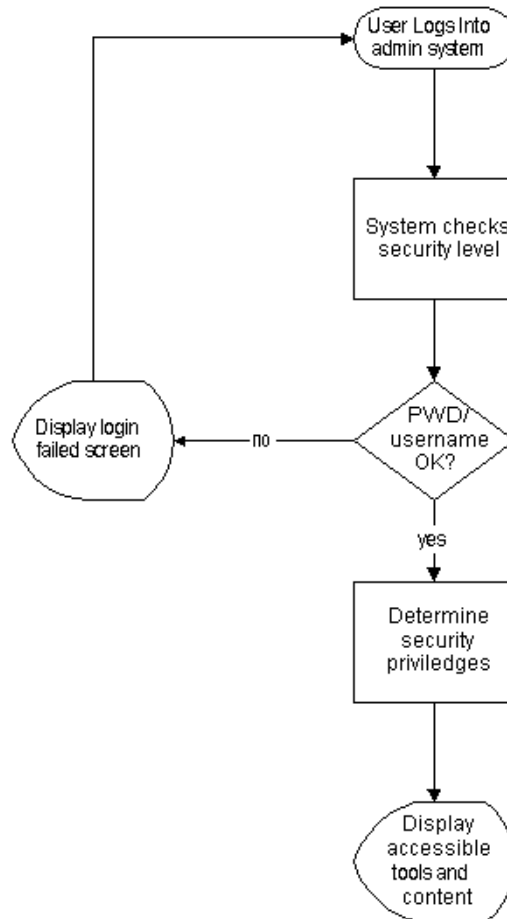 User Logs Into
admin system
System checks
security level
PWD/
username
OK?
no
Display login
failed screen
yes
Determine
security
priviledges
Display
accessible
tools and
content